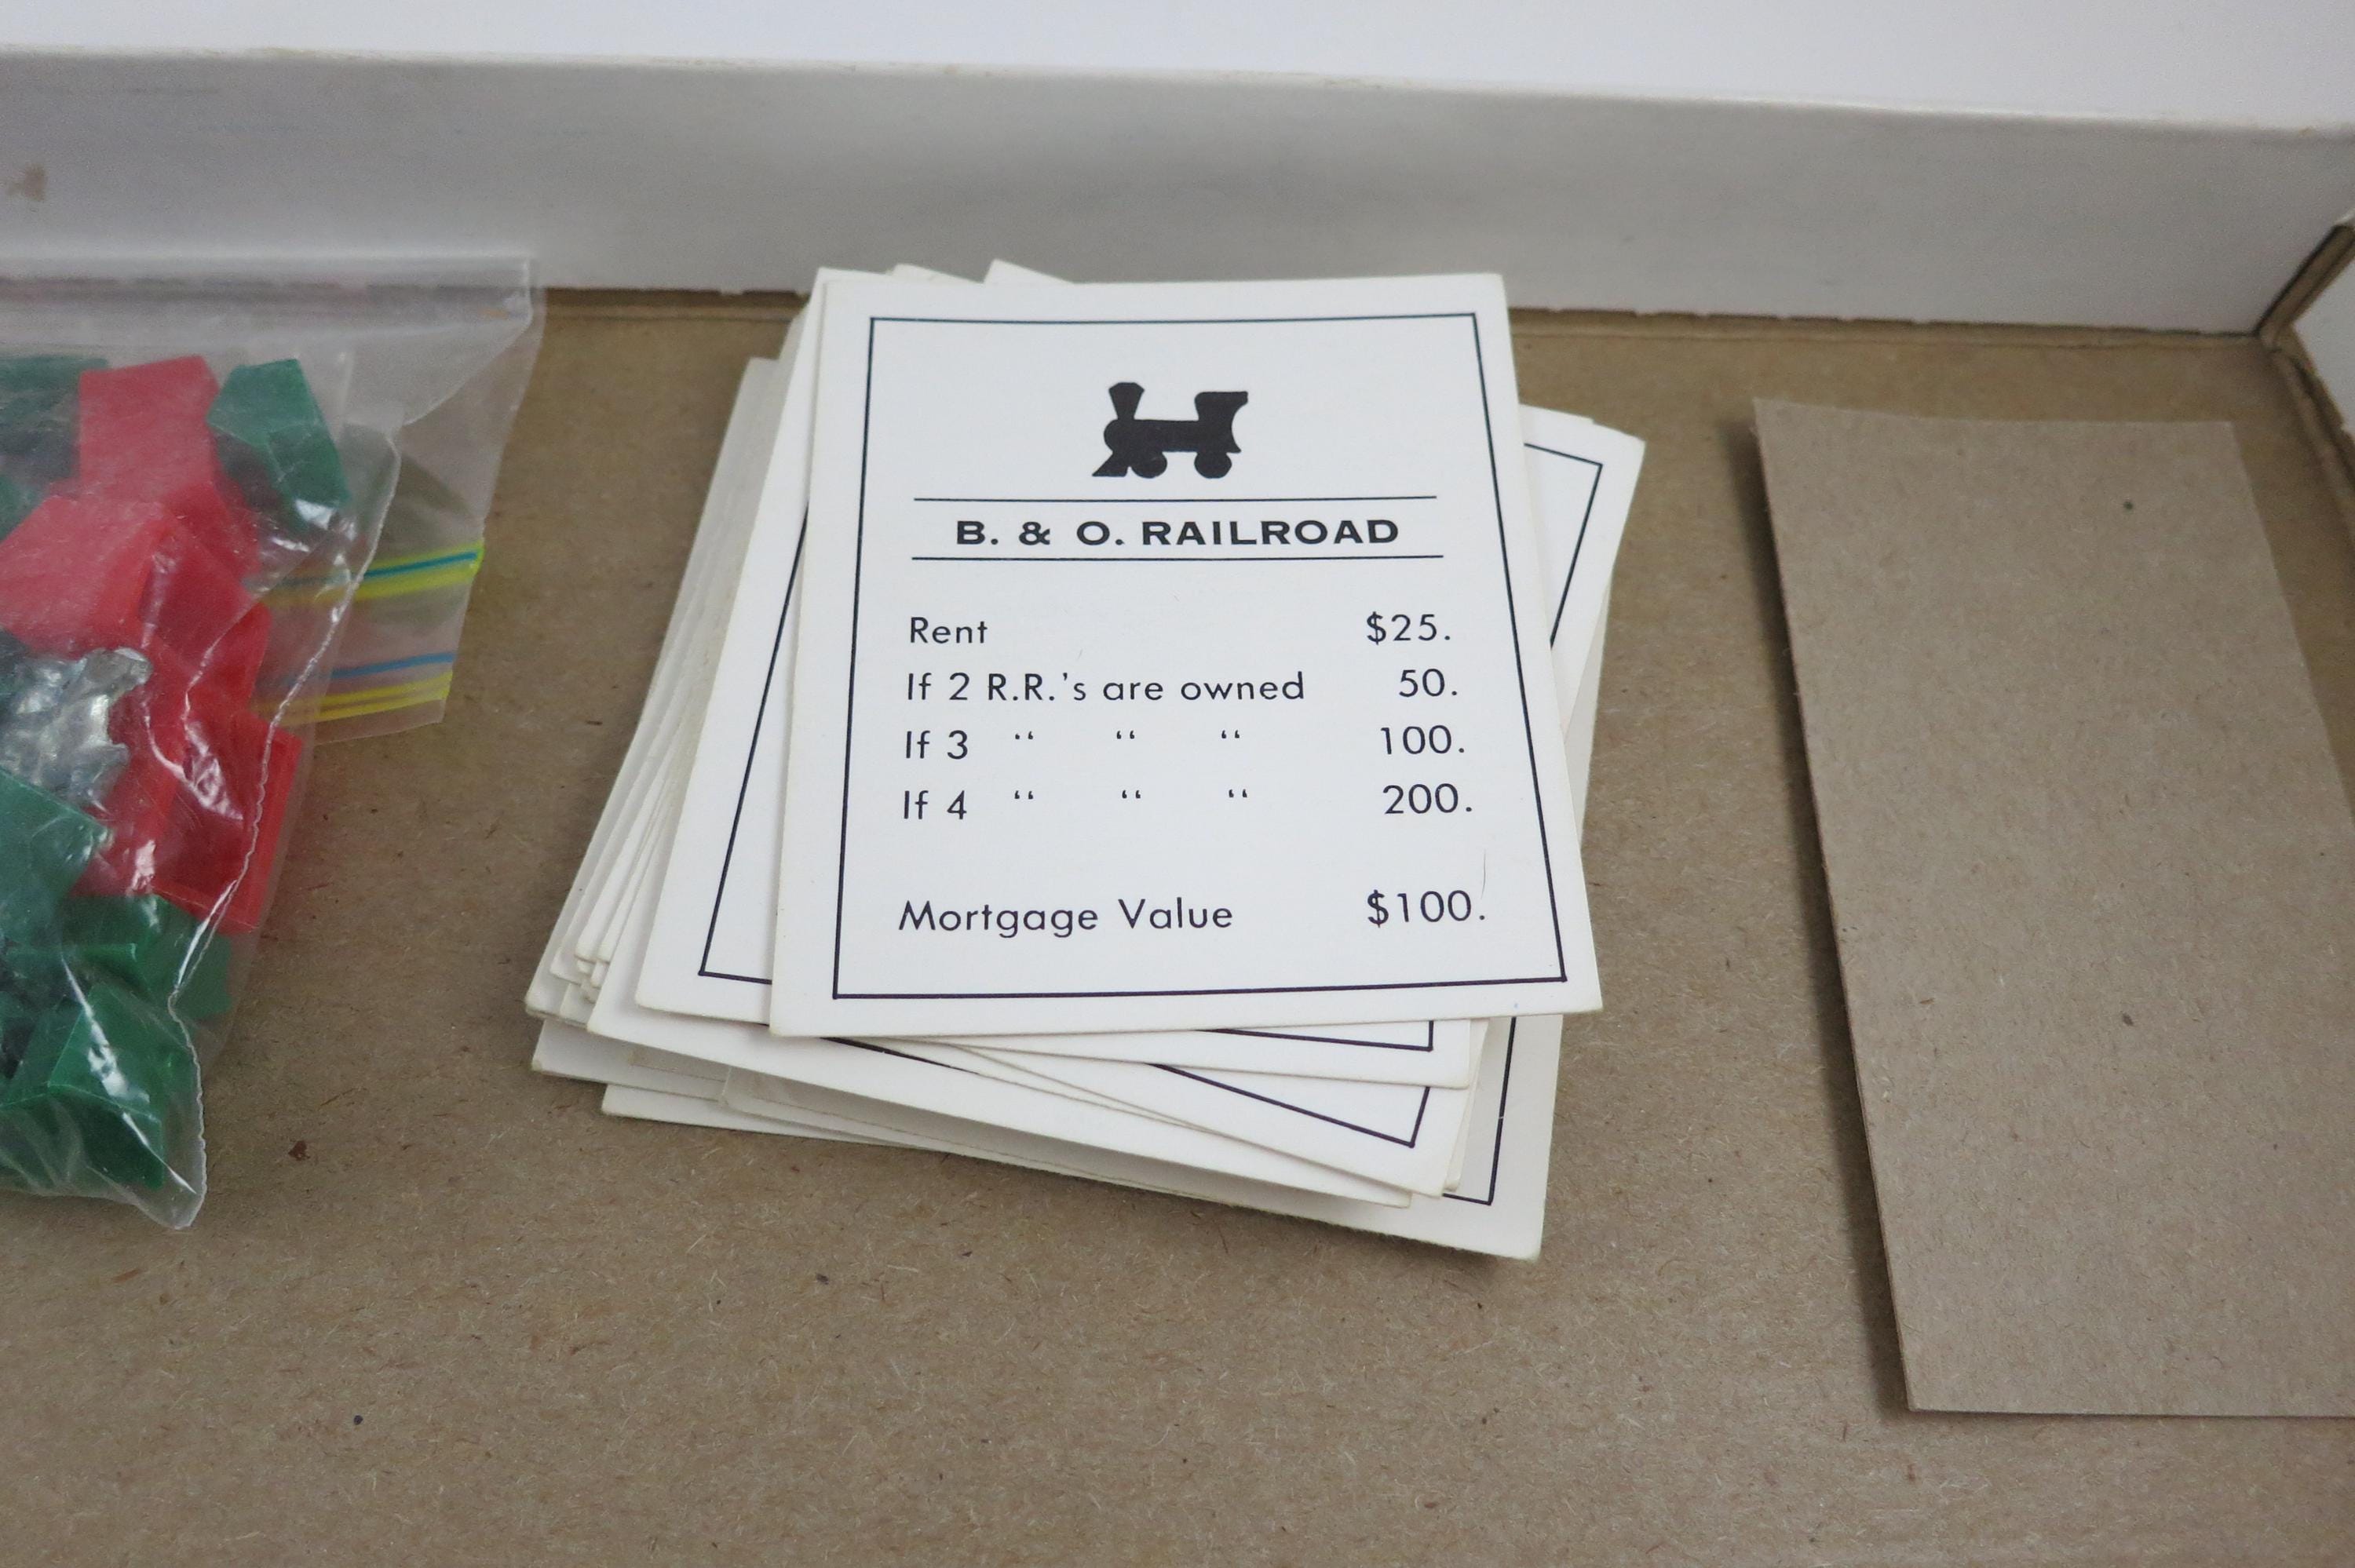 B. & O. RAILROAD
Rent $25.
If 2 R.R.'s are owned 50.
If 3 “ “ “ 100.
If 4 “ “ “ 200.
Mortgage Value $100.